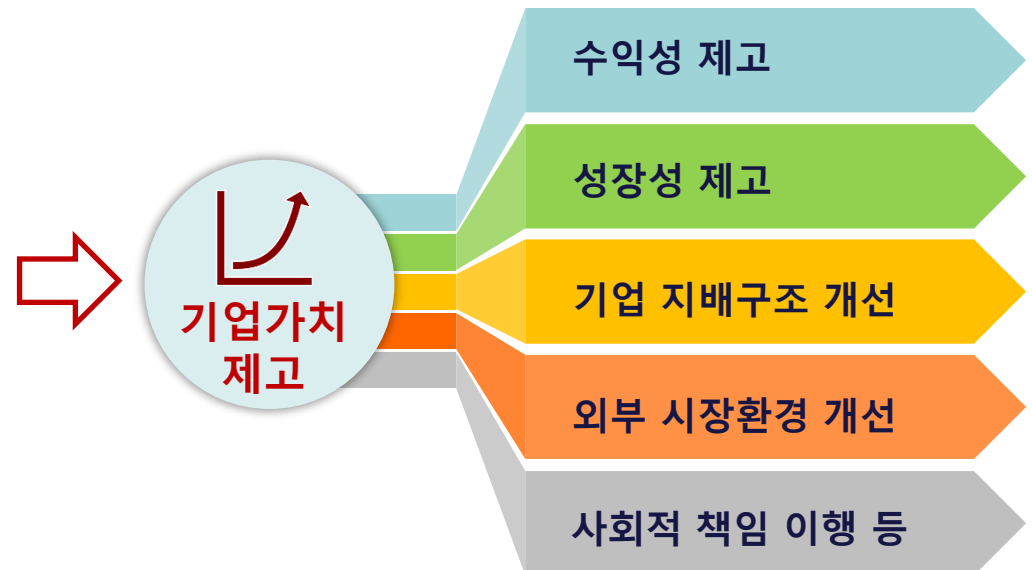 기업가치
제고
수익성 제고
성장성 제고
기업 지배구조 개선
외부 시장환경 개선
사회적 책임 이행 등